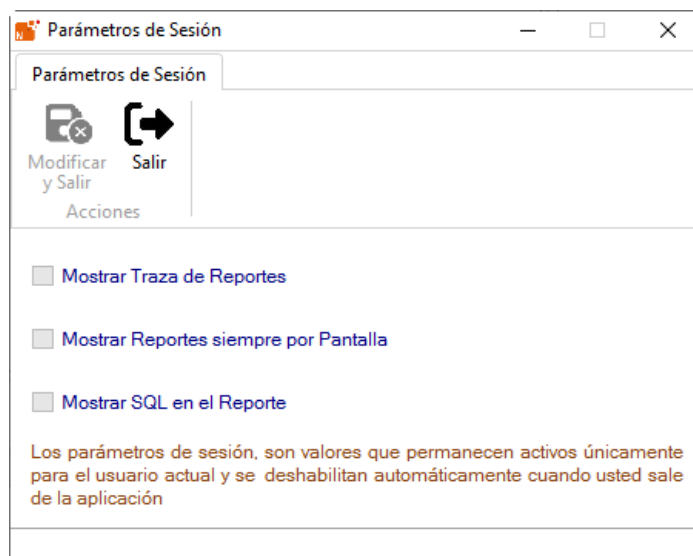 Parámetros de Sesión
Parámetros de Sesión
Modificar
y Salir
Salir
Acciones
Mostrar Traza de Reportes
Mostrar Reportes siempre por Pantalla
Mostrar SQL en el Reporte
Los parámetros de sesión, son valores que permanecen activos únicamente
para el usuario actual y se deshabilitan automáticamente cuando usted sale
de la aplicación